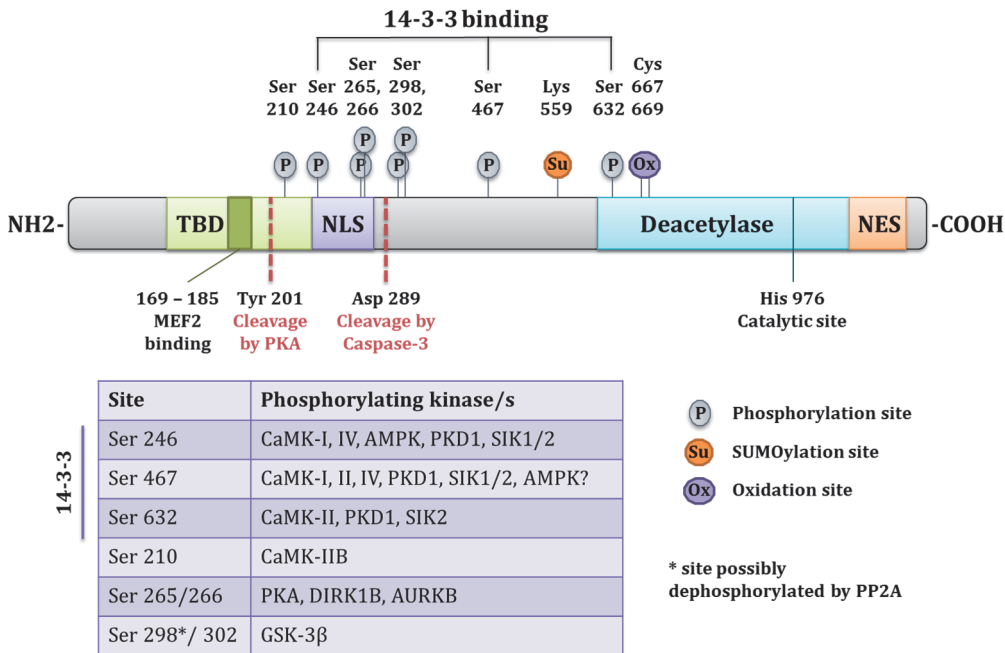 14-3-3 binding
Ser 210
Ser 246
Ser 265, 266
Ser 298, 302
Ser 467
Lys 559
Ser 632
Cys 667 669
P P P P P P P Su P Ox
NH2- TBD NLS Deacetylase NES -COOH
169 – 185
MEF2
binding
Tyr 201
Cleavage
by PKA
Asp 289
Cleavage by
Caspase-3
His 976
Catalytic site
Site Phosphorylating kinase/s
14-3-3
Ser 246 CaMK-I, IV, AMPK, PKD1, SIK1/2
Ser 467 CaMK-I, II, IV, PKD1, SIK1/2, AMPK?
Ser 632 CaMK-II, PKD1, SIK2
Ser 210 CaMK-IIB
Ser 265/266 PKA, DIRK1B, AURKB
Ser 298*/ 302 GSK-3β
P Phosphorylation site
Su SUMOylation site
Ox Oxidation site
* site possibly
dephosphorylated by PP2A